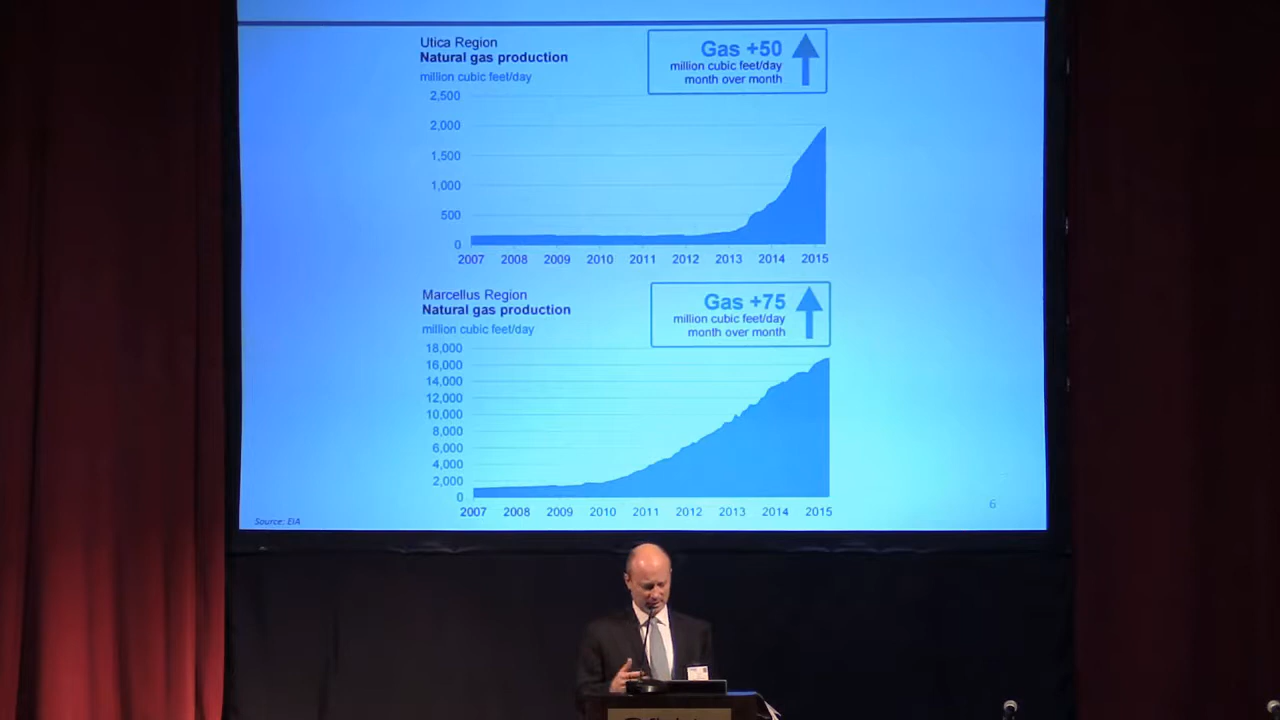 Utica Region
Natural gas production
million cubic feet/day
Gas +50
million cubic feet/day
month over month
2,500
2,000
1,500
1,000
500
0
2007 2008 2009 2010 2011 2012 2013 2014 2015
Marcellus Region
Natural gas production
million cubic feet/day
Gas +75
million cubic feet/day
month over month
18,000
16,000
14,000
12,000
10,000
8,000
6,000
4,000
2,000
0
2007 2008 2009 2010 2011 2012 2013 2014 2015
Source: EIA
6